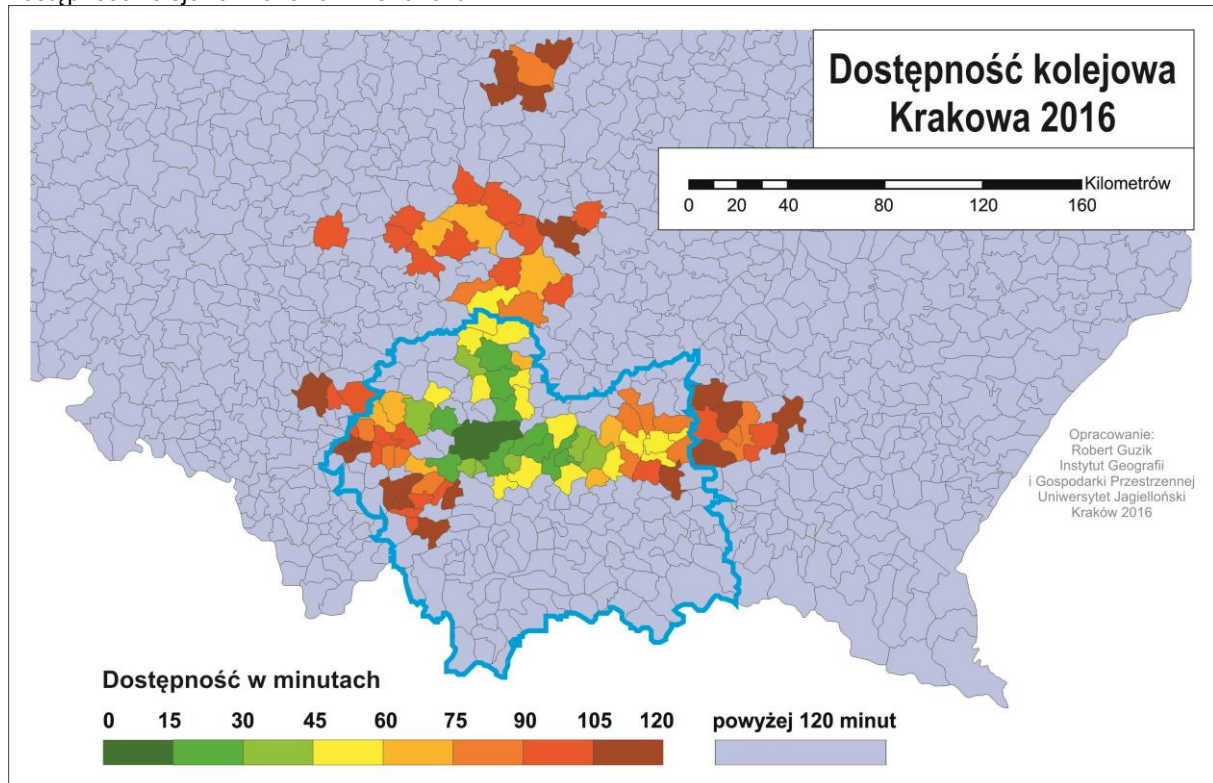 Dostępność kolejowa
Krakowa 2016
Kilometrów
0 20 40 80 120 160
Opracowanie:
Robert Guzik
Instytut Geografii
i Gospodarki Przestrzennej
Uniwersytet Jagielloński
Kraków 2016
Dostępność w minutach
0 15 30 45 60 75 90 105 120
powyżej 120 minut